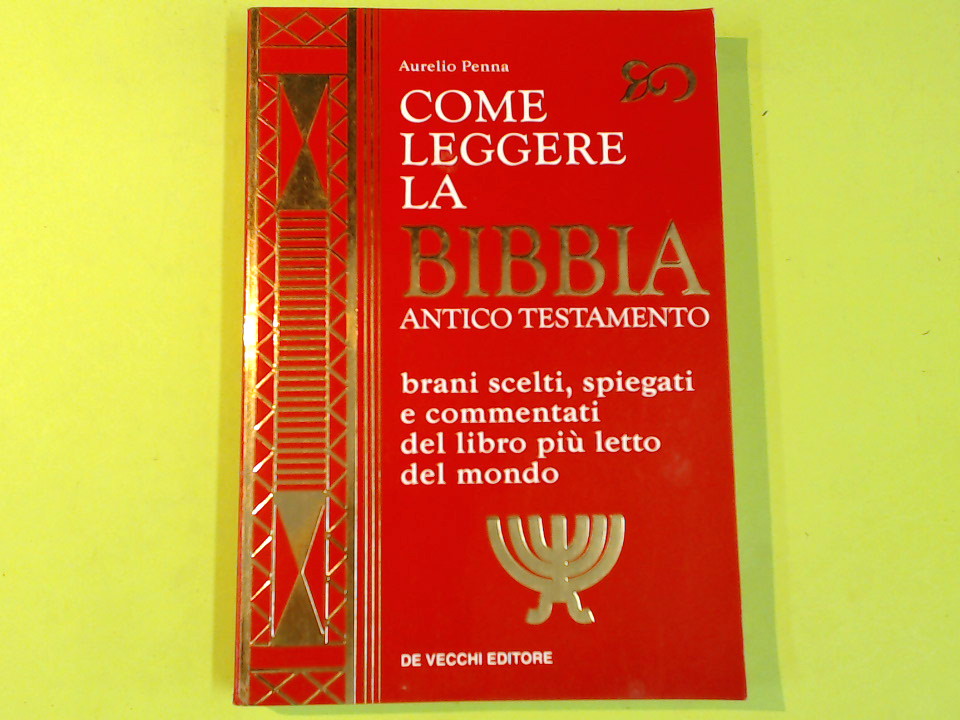 Aurelio Penna
COME
LEGGERE
LA
BIBBIA
ANTICO TESTAMENTO
brani scelti, spiegati
e commentati
del libro più letto
del mondo
DE VECCHI EDITORE